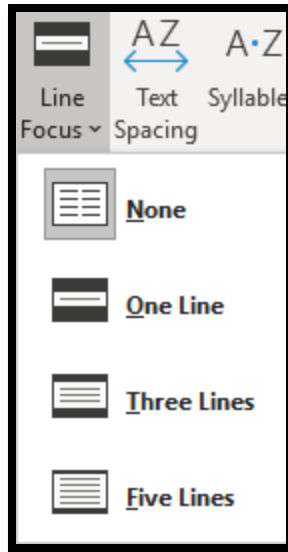 AZ A·Z
Line Text Syllable
Focus Spacing
None
One Line
Three Lines
Five Lines